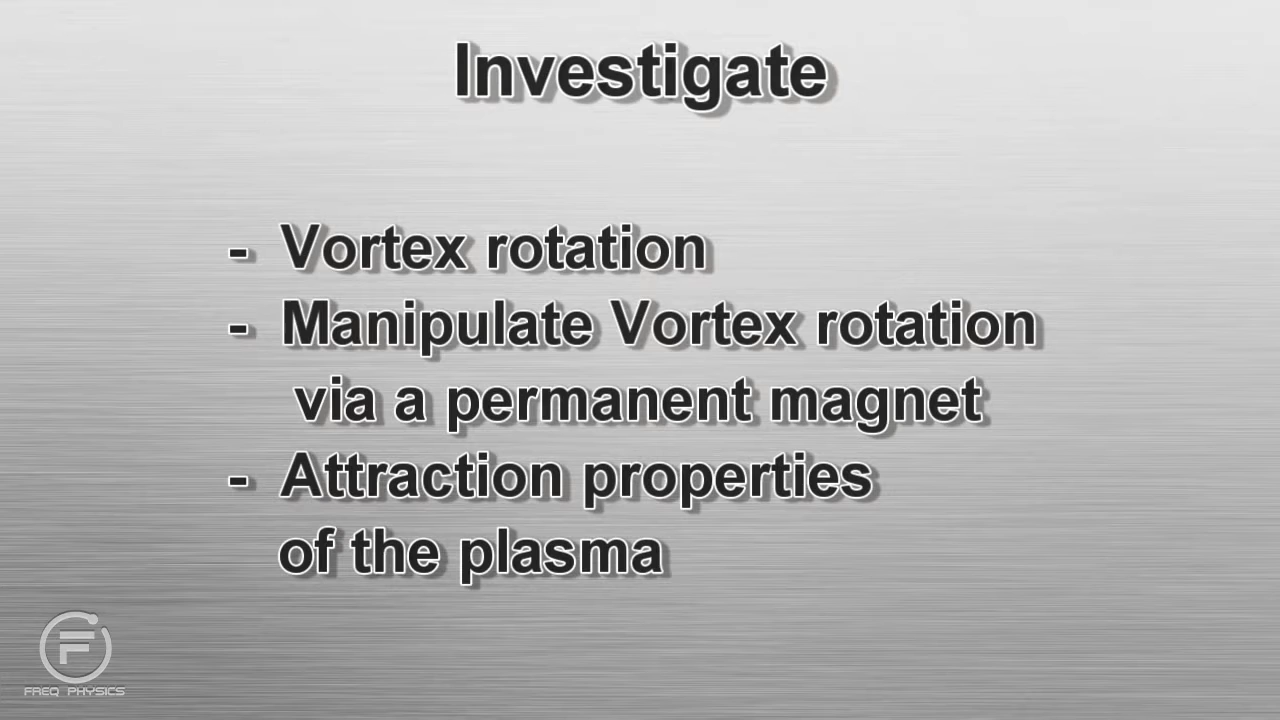 Investigate
- Vortex rotation
- Manipulate Vortex rotation
via a permanent magnet
- Attraction properties
of the plasma
F
FREQ PHYSICS